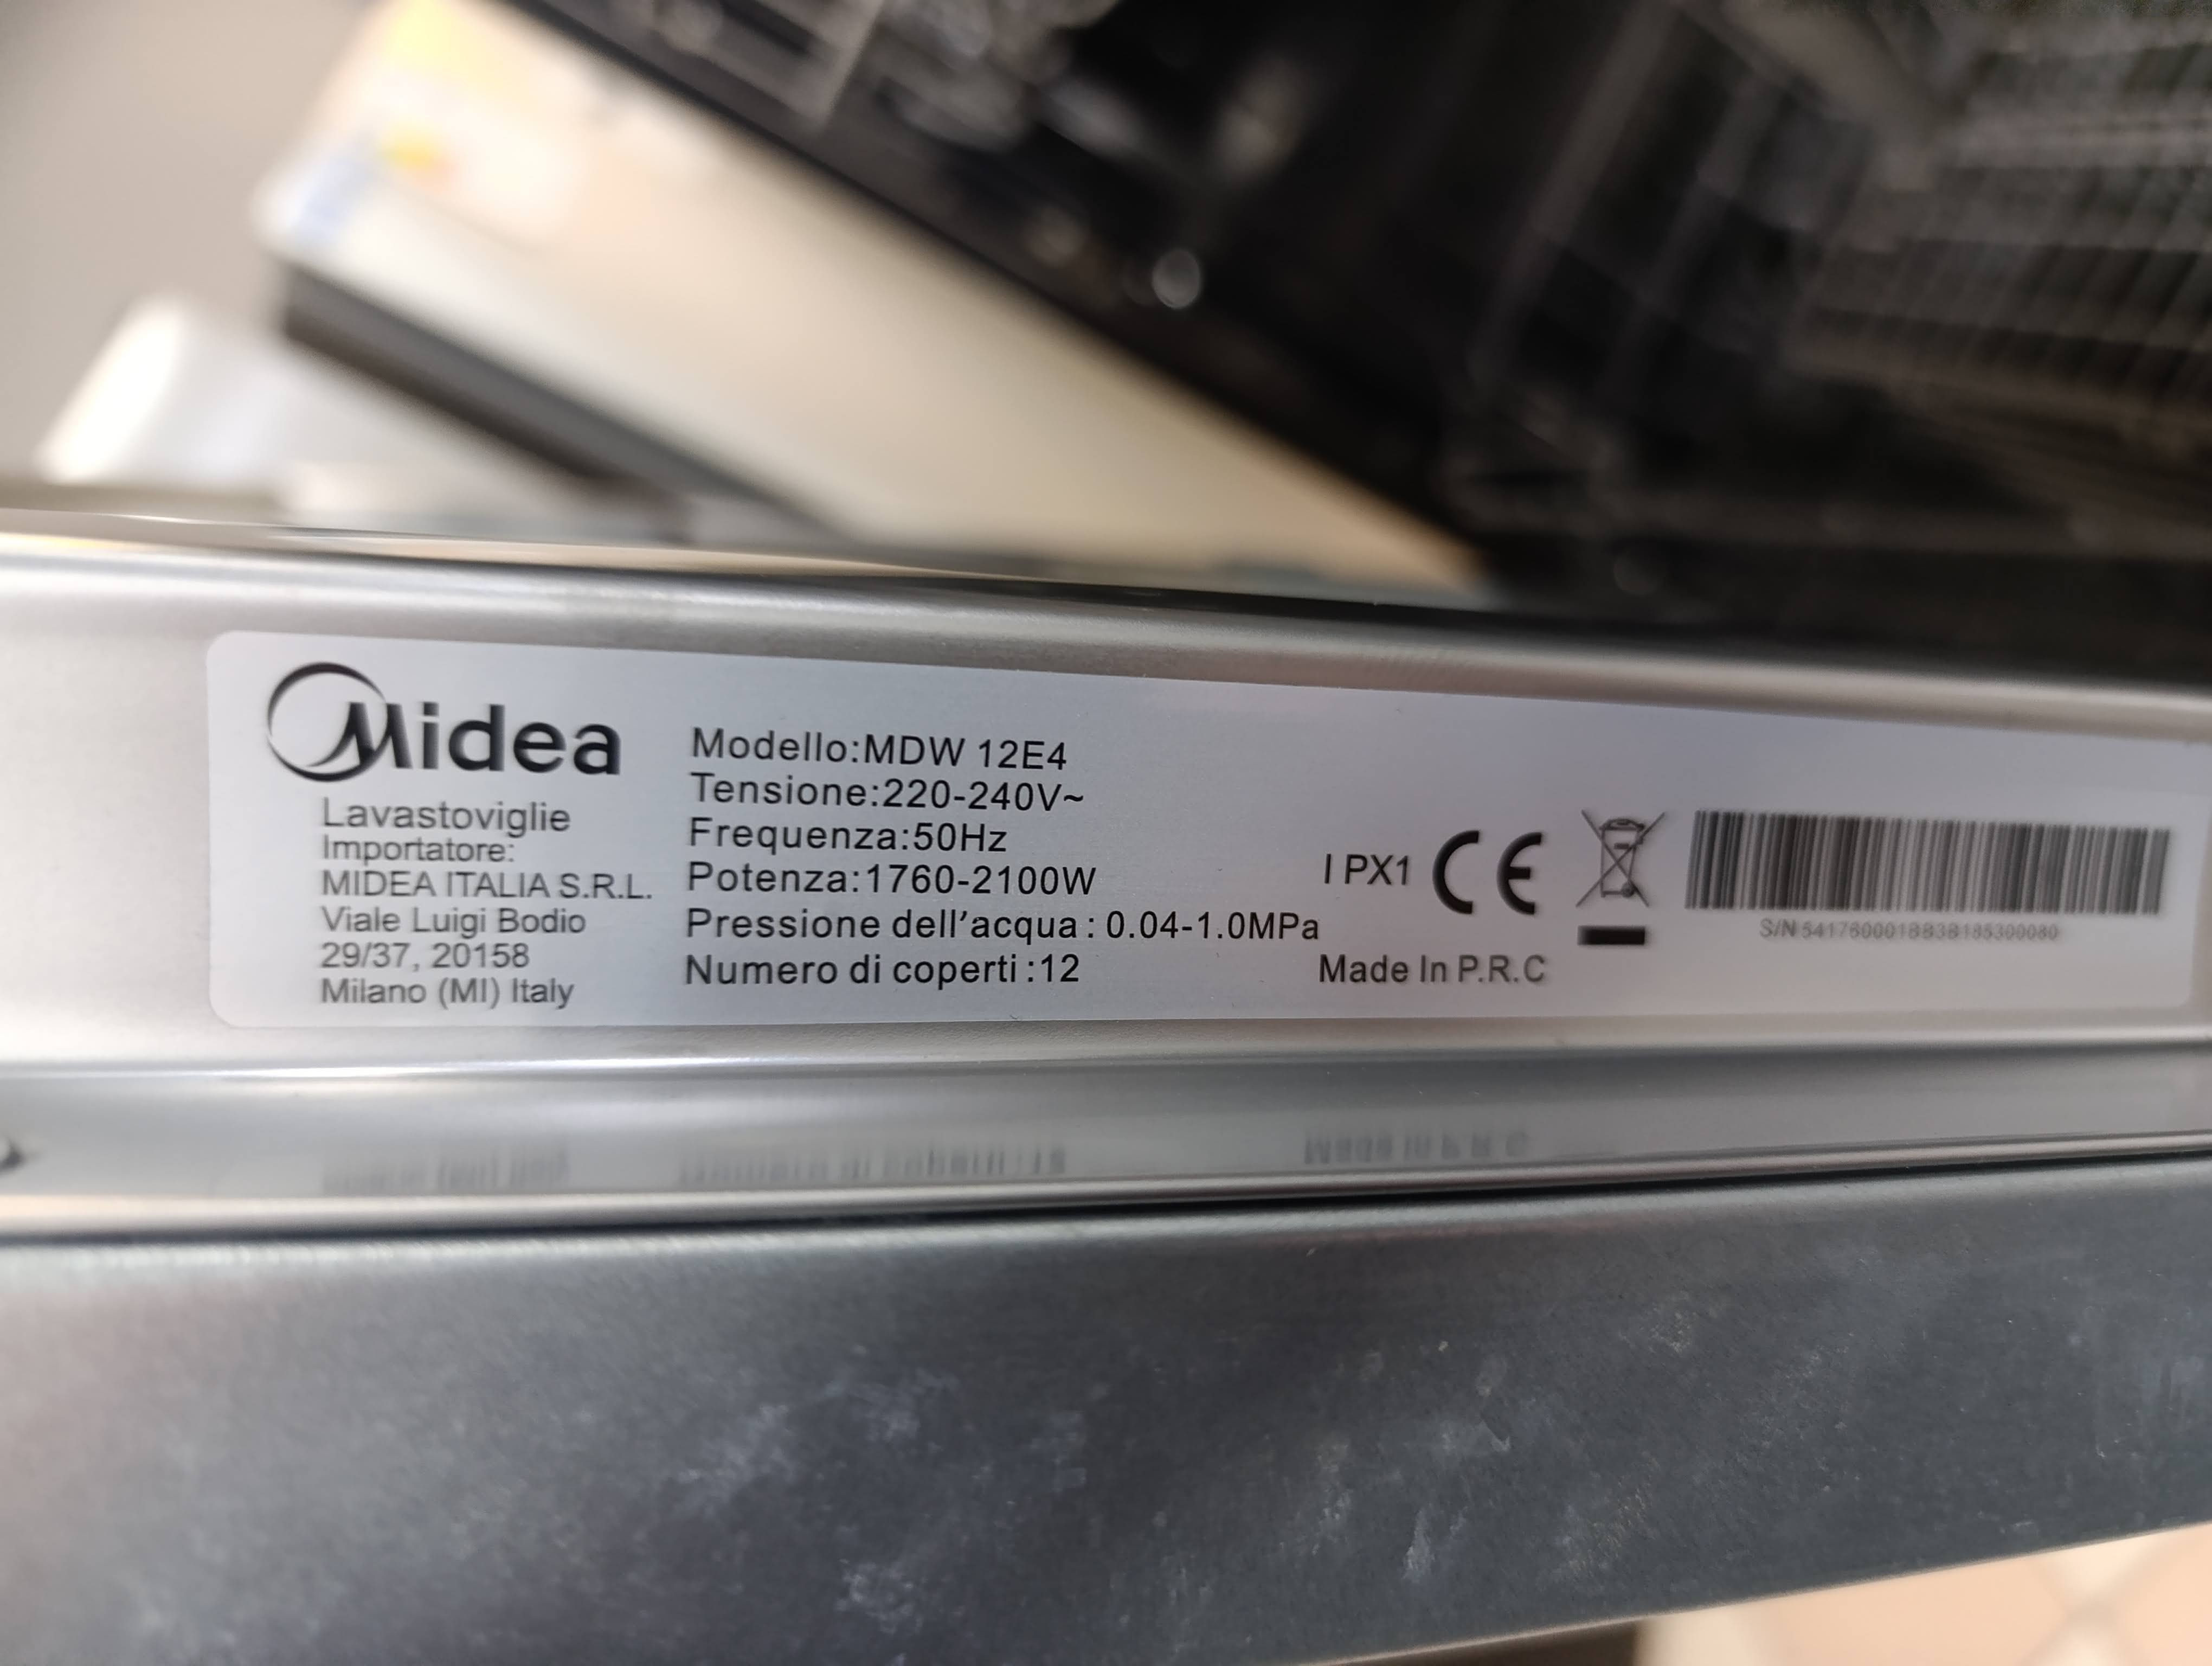 Midea
Lavastoviglie
Importatore:
MIDEA ITALIA S.R.L.
Viale Luigi Bodio
29/37, 20158
Milano (MI) Italy
Modello:MDW 12E4
Tensione:220-240V~
Frequenza:50Hz
Potenza:1760-2100W
Pressione dell'acqua : 0.04-1.0MPa
Numero di coperti :12
I PX1 CE
Made In P.R.C
S/N